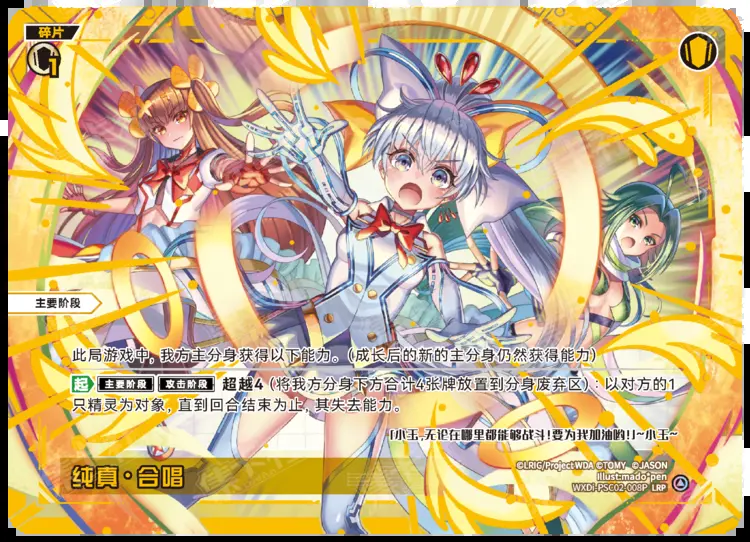 碎片
1
主要阶段
此局游戏中，我方主分身获得以下能力。（成长后的新的主分身仍然获得能力）
起 主要阶段 攻击阶段 超越4（将我方分身下方合计4张牌放置到分身废弃区）：以对方的1
只精灵为对象，直到回合结束为止，其失去能力。
「小玉，无论在哪里都能够战斗！要为我加油哟！」~小玉~
纯真·合唱
©LRIG/ProjectWDA ©TOMY ©JASON
Illust:mado*pen
WXDi-PSC02-008P LRP